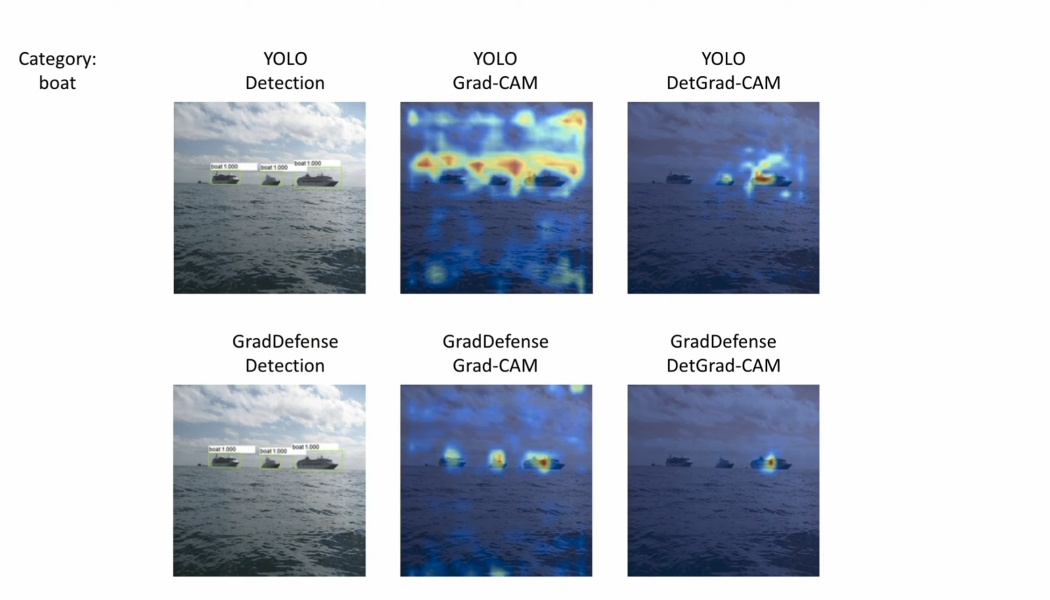 Category:
boat
YOLO
Detection
YOLO
Grad-CAM
YOLO
DetGrad-CAM
boat 1.000
boat 1.000
boat 1.000
GradDefense
Detection
GradDefense
Grad-CAM
GradDefense
DetGrad-CAM
boat 1.000
boat 1.000
boat 1.000